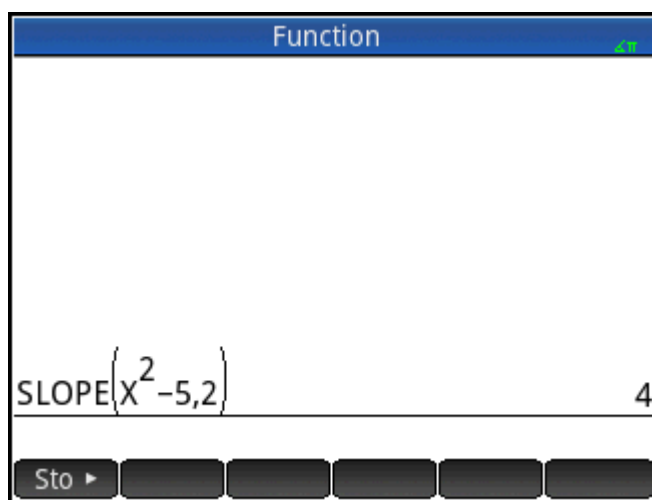 Function
∡π
SLOPE(X²−5,2)
4
Sto ►